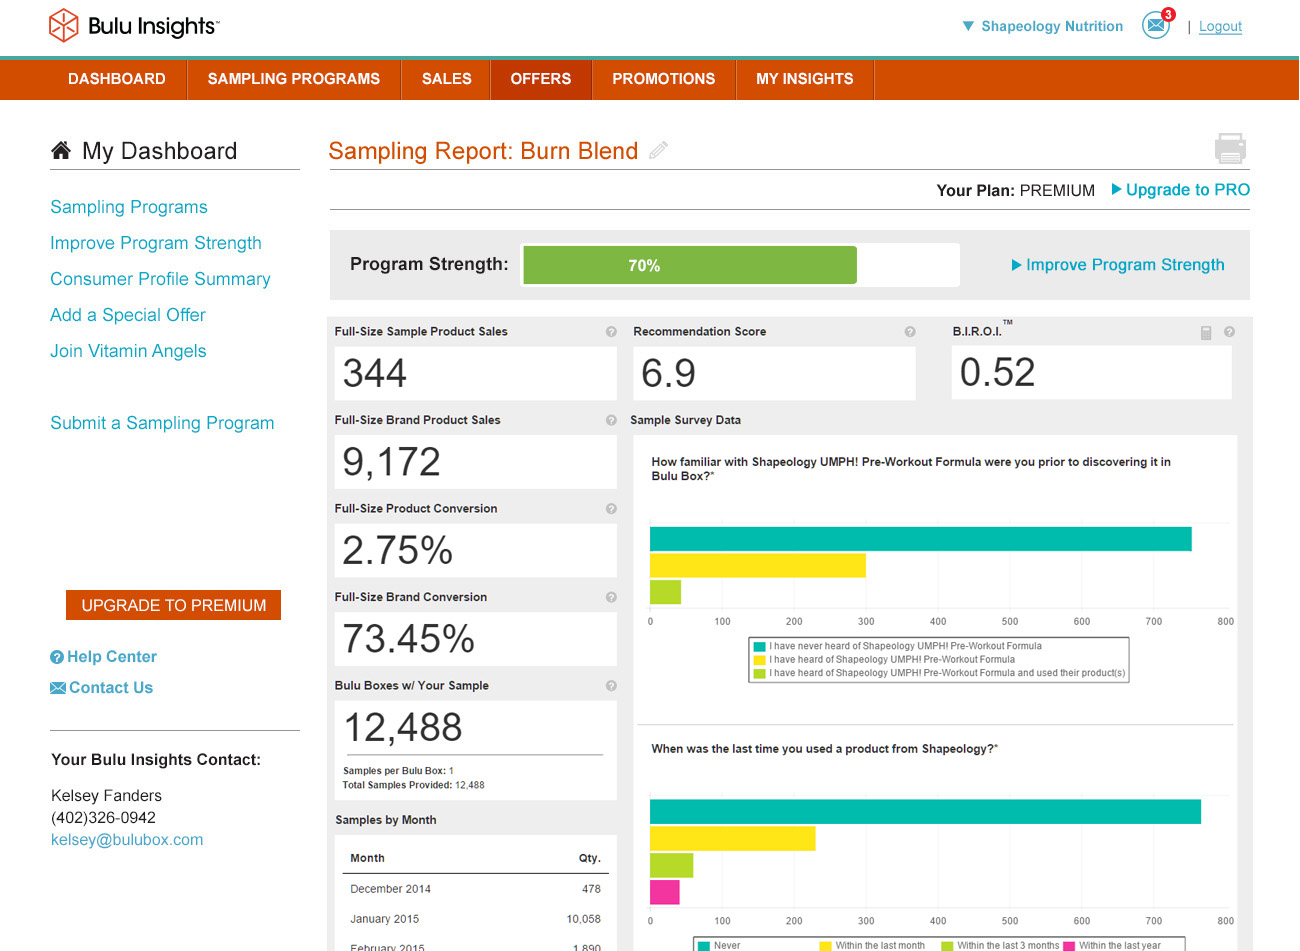 Bulu Insights™
Shapeology Nutrition
3
| Logout
DASHBOARD
SAMPLING PROGRAMS
SALES
OFFERS
PROMOTIONS
MY INSIGHTS
My Dashboard
Sampling Programs
Improve Program Strength
Consumer Profile Summary
Add a Special Offer
Join Vitamin Angels
Submit a Sampling Program
UPGRADE TO PREMIUM
Help Center
Contact Us
Your Bulu Insights Contact:
Kelsey Fanders
(402)326-0942
kelsey@bulubox.com
Sampling Report: Burn Blend
Your Plan: PREMIUM
Upgrade to PRO
Program Strength:
70%
Improve Program Strength
Full-Size Sample Product Sales
344
Full-Size Brand Product Sales
9,172
Full-Size Product Conversion
2.75%
Full-Size Brand Conversion
73.45%
Bulu Boxes w/ Your Sample
12,488
Samples per Bulu Box: 1
Total Samples Provided: 12,488
Samples by Month
Month Qty.
December 2014 478
January 2015 10,058
February 2015 1,890
Recommendation Score
6.9
B.I.R.O.I.™
0.52
Sample Survey Data
How familiar with Shapeology UMPH! Pre-Workout Formula were you prior to discovering it in
Bulu Box?*
0 100 200 300 400 500 600 700 800
I have never heard of Shapeology UMPH! Pre-Workout Formula
I have heard of Shapeology UMPH! Pre-Workout Formula
I have heard of Shapeology UMPH! Pre-Workout Formula and used their product(s)
When was the last time you used a product from Shapeology?*
0 100 200 300 400 500 600 700 800
Never Within the last month Within the last 3 months Within the last year